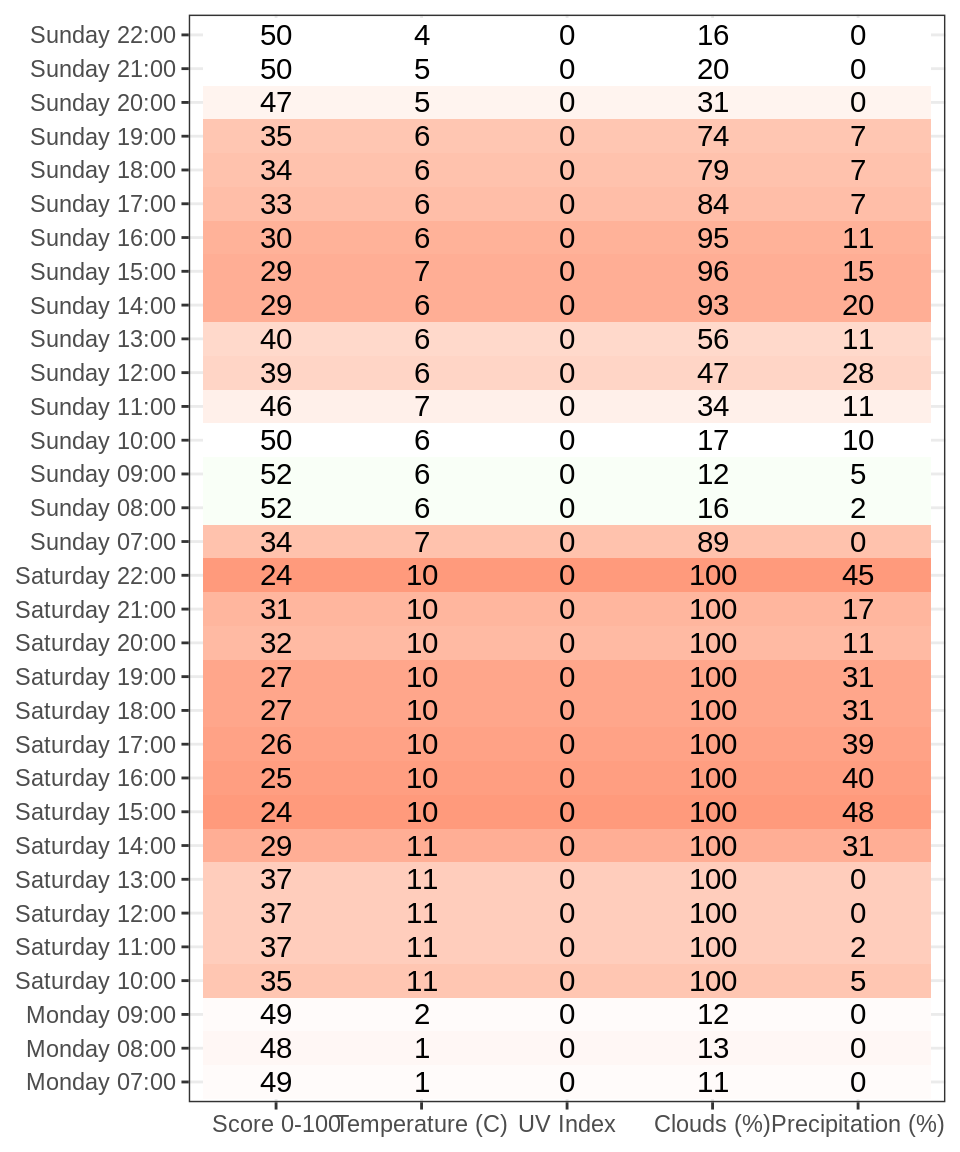 Sunday 22:00 50 4 0 16 0
Sunday 21:00 50 5 0 20 0
Sunday 20:00 47 5 0 31 0
Sunday 19:00 35 6 0 74 7
Sunday 18:00 34 6 0 79 7
Sunday 17:00 33 6 0 84 7
Sunday 16:00 30 6 0 95 11
Sunday 15:00 29 7 0 96 15
Sunday 14:00 29 6 0 93 20
Sunday 13:00 40 6 0 56 11
Sunday 12:00 39 6 0 47 28
Sunday 11:00 46 7 0 34 11
Sunday 10:00 50 6 0 17 10
Sunday 09:00 52 6 0 12 5
Sunday 08:00 52 6 0 16 2
Sunday 07:00 34 7 0 89 0
Saturday 22:00 24 10 0 100 45
Saturday 21:00 31 10 0 100 17
Saturday 20:00 32 10 0 100 11
Saturday 19:00 27 10 0 100 31
Saturday 18:00 27 10 0 100 31
Saturday 17:00 26 10 0 100 39
Saturday 16:00 25 10 0 100 40
Saturday 15:00 24 10 0 100 48
Saturday 14:00 29 11 0 100 31
Saturday 13:00 37 11 0 100 0
Saturday 12:00 37 11 0 100 0
Saturday 11:00 37 11 0 100 2
Saturday 10:00 35 11 0 100 5
Monday 09:00 49 2 0 12 0
Monday 08:00 48 1 0 13 0
Monday 07:00 49 1 0 11 0
Score 0-100 Temperature (C) UV Index Clouds (%) Precipitation (%)